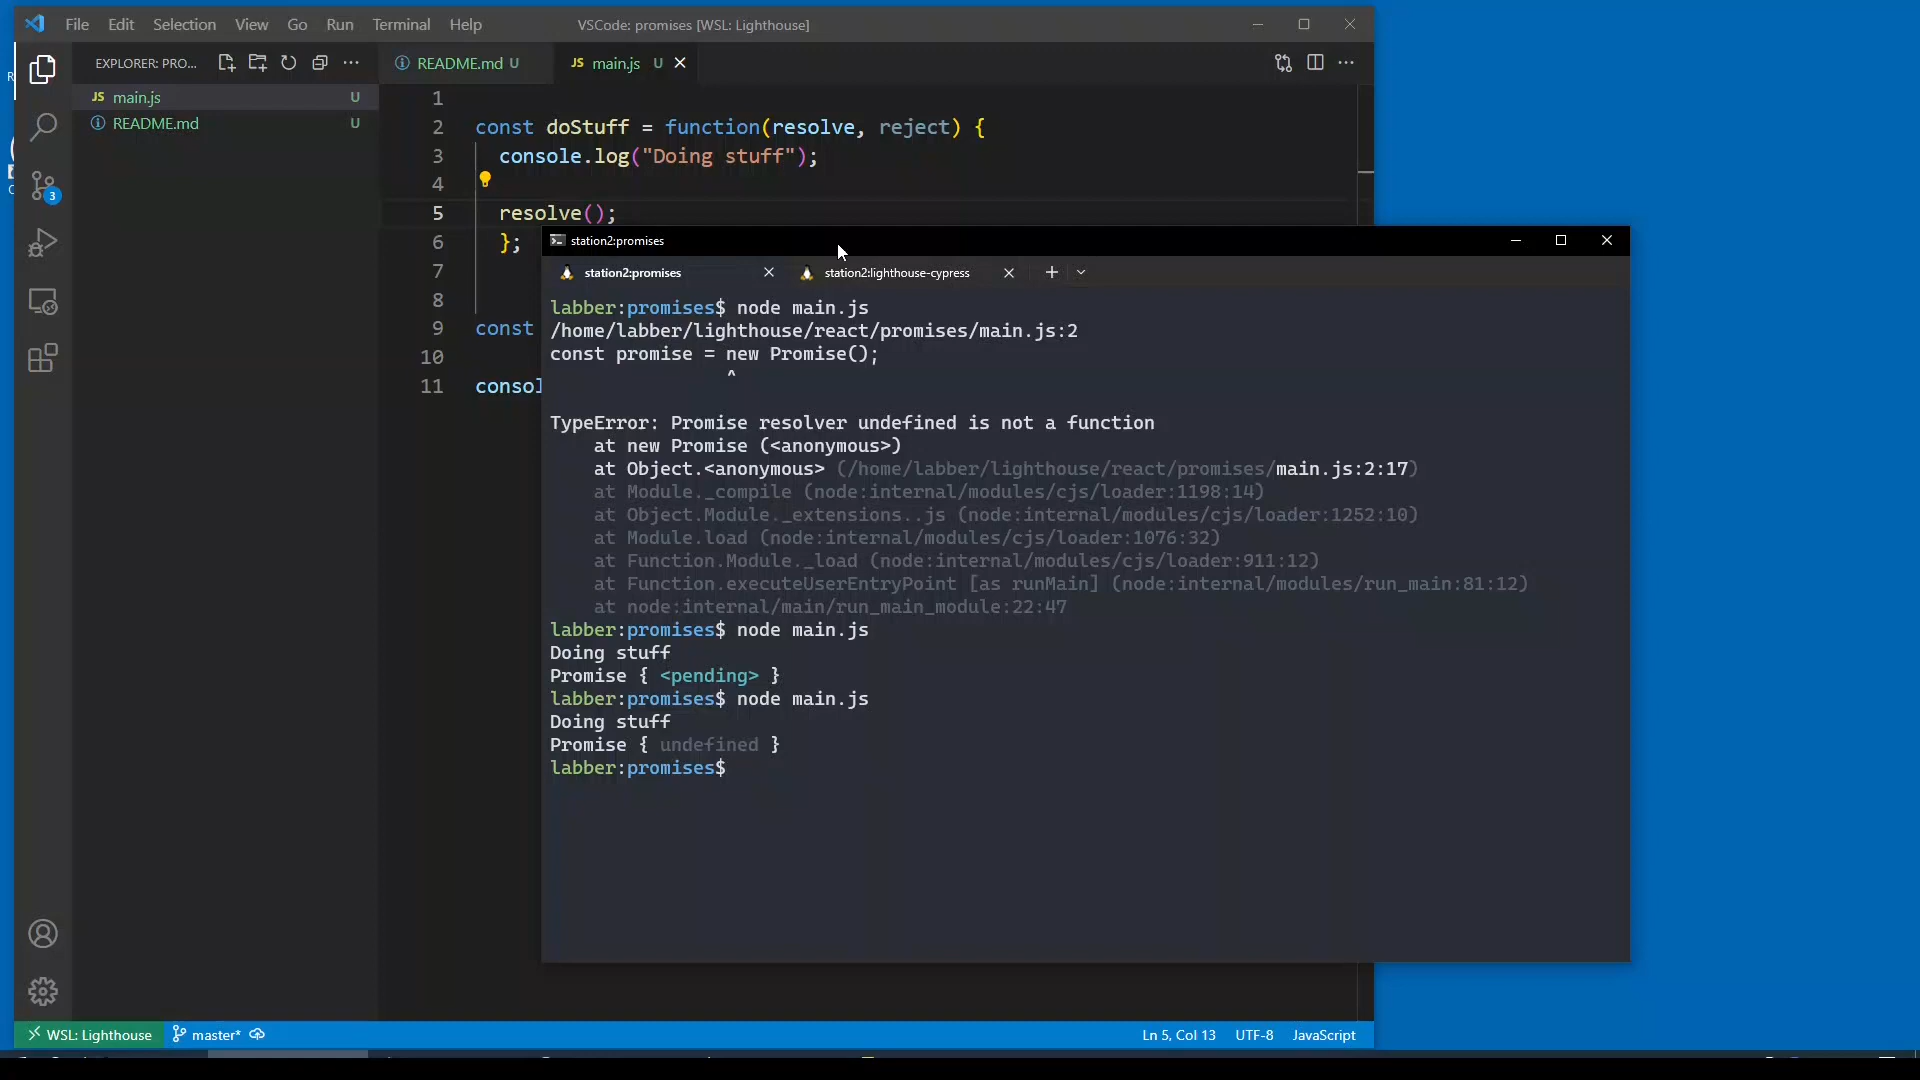 File Edit Selection View Go Run Terminal Help VSCode: promises [WSL: Lighthouse]
EXPLORER: PRO...
README.md U
JS main.js U
JS main.js U
README.md U
3
1
2 const doStuff = function(resolve, reject) {
3 console.log("Doing stuff");
4
5 resolve();
6 };
7
8
9 const
10
11 consol
station2:promises
station2:promises
station2:lighthouse-cypress
labber:promises$ node main.js
/home/labber/lighthouse/react/promises/main.js:2
const promise = new Promise();
^
TypeError: Promise resolver undefined is not a function
at new Promise (<anonymous>)
at Object.<anonymous> (/home/labber/lighthouse/react/promises/main.js:2:17)
at Module._compile (node:internal/modules/cjs/loader:1198:14)
at Object.Module._extensions..js (node:internal/modules/cjs/loader:1252:10)
at Module.load (node:internal/modules/cjs/loader:1076:32)
at Function.Module._load (node:internal/modules/cjs/loader:911:12)
at Function.executeUserEntryPoint [as runMain] (node:internal/modules/run_main:81:12)
at node:internal/main/run_main_module:22:47
labber:promises$ node main.js
Doing stuff
Promise { <pending> }
labber:promises$ node main.js
Doing stuff
Promise { undefined }
labber:promises$
WSL: Lighthouse master* Ln 5, Col 13 UTF-8 JavaScript